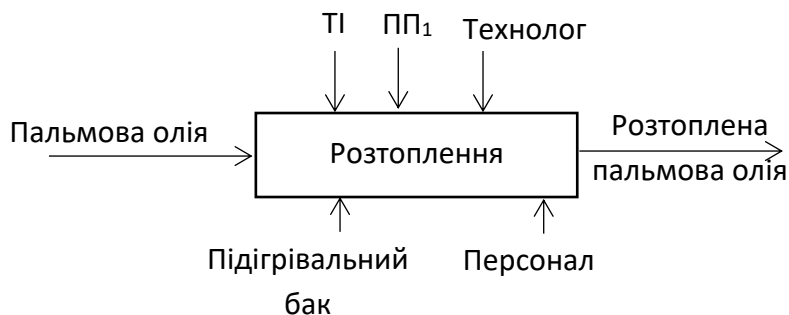 ТІ ПП₁ Технолог
Пальмова олія
Розтоплення
Розтоплена
пальмова олія
Підігрівальний
бак
Персонал